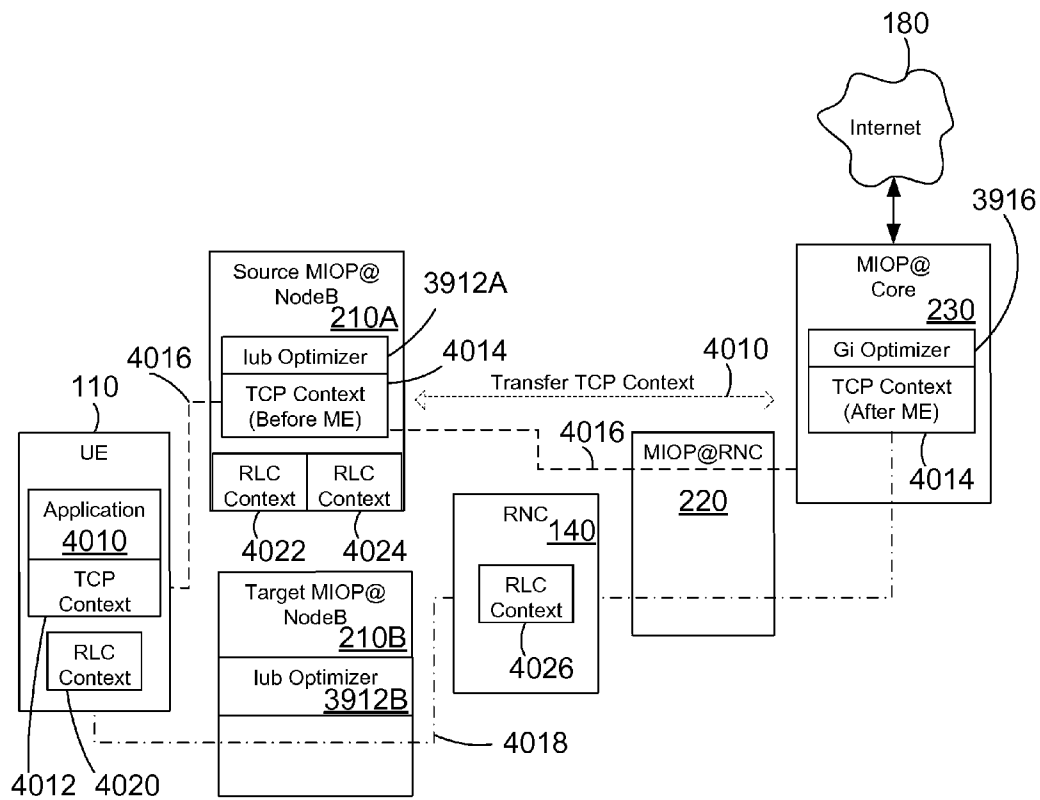 180
Internet
3916
MIOP@
Core
230
Gi Optimizer
TCP Context
(After ME)
4014
Source MIOP@
NodeB
210A
3912A
Iub Optimizer
4014
TCP Context
(Before ME)
4010
Transfer TCP Context
4016
110
UE
Application
4010
TCP
Context
RLC
Context
4012
4020
RLC
Context
RLC
Context
4022
4024
4016
MIOP@RNC
220
RNC
140
RLC
Context
4026
Target MIOP@
NodeB
210B
Iub Optimizer
3912B
4018